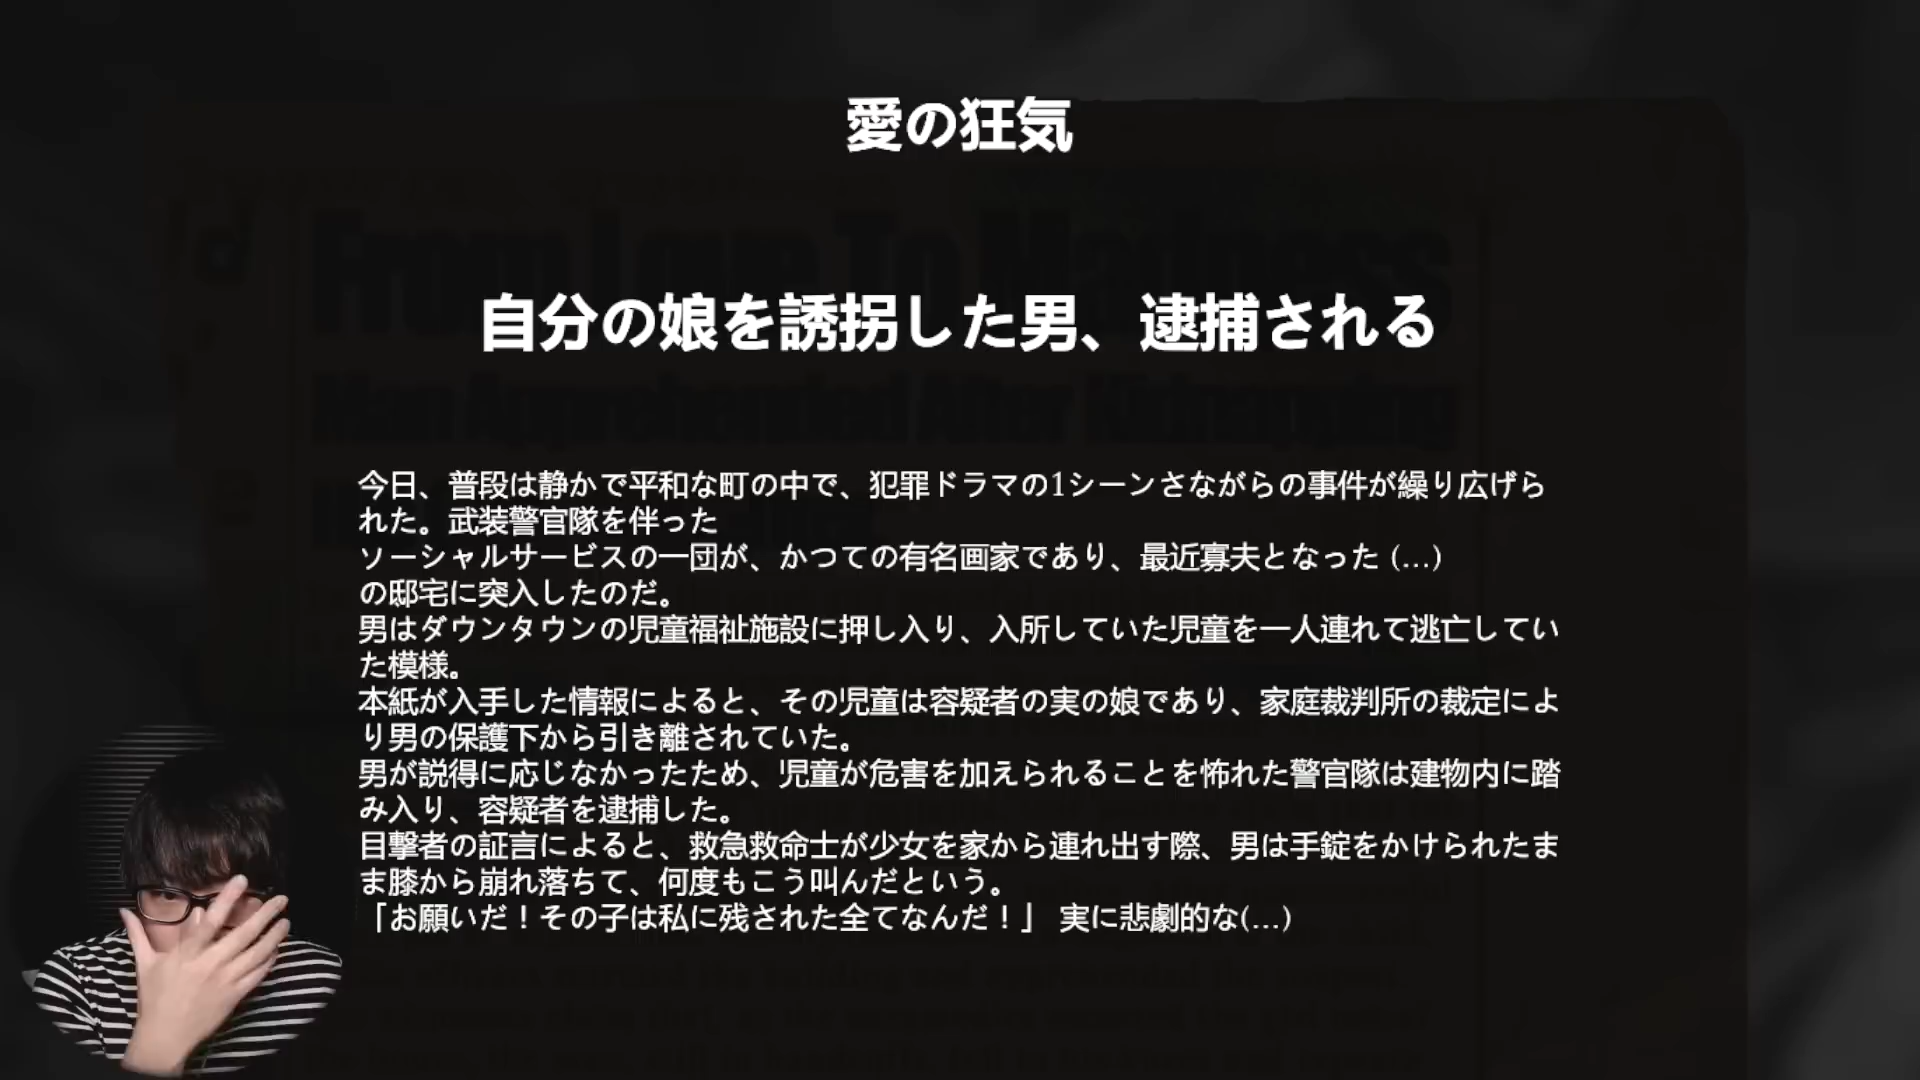 愛の狂気
From Love To Madness
自分の娘を誘拐した男、逮捕される
Man Apprehended After Kidnapping
今日、普段は静かで平和な町の中で、犯罪ドラマの1シーンさながらの事件が繰り広げら
れた。武装警官隊を伴った
ソーシャルサービスの一団が、かつての有名画家であり、最近寡夫となった (...)
の邸宅に突入したのだ。
男はダウンタウンの児童福祉施設に押し入り、入所していた児童を一人連れて逃亡してい
た模様。
本紙が入手した情報によると、その児童は容疑者の実の娘であり、家庭裁判所の裁定によ
り男の保護下から引き離されていた。
男が説得に応じなかったため、児童が危害を加えられることを怖れた警官隊は建物内に踏
み入り、容疑者を逮捕した。
目撃者の証言によると、救急救命士が少女を家から連れ出す際、男は手錠をかけられたま
ま膝から崩れ落ちて、何度もこう叫んだという。
「お願いだ！その子は私に残された全てなんだ！」 実に悲劇的な(...)